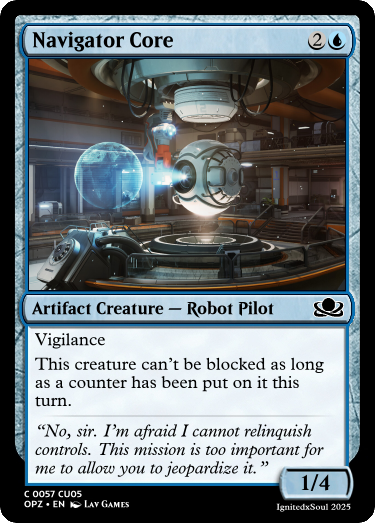 Navigator Core 2
Vigilance
Artifact Creature — Robot Pilot
This creature can't be blocked as long
as a counter has been put on it this
turn.
"No, sir. I'm afraid I cannot relinquish
controls. This mission is too important for
me to allow you to jeopardize it."
1/4
C 0057 CU05
OPZ • EN Lav Games
IgnitedxSoul 2025